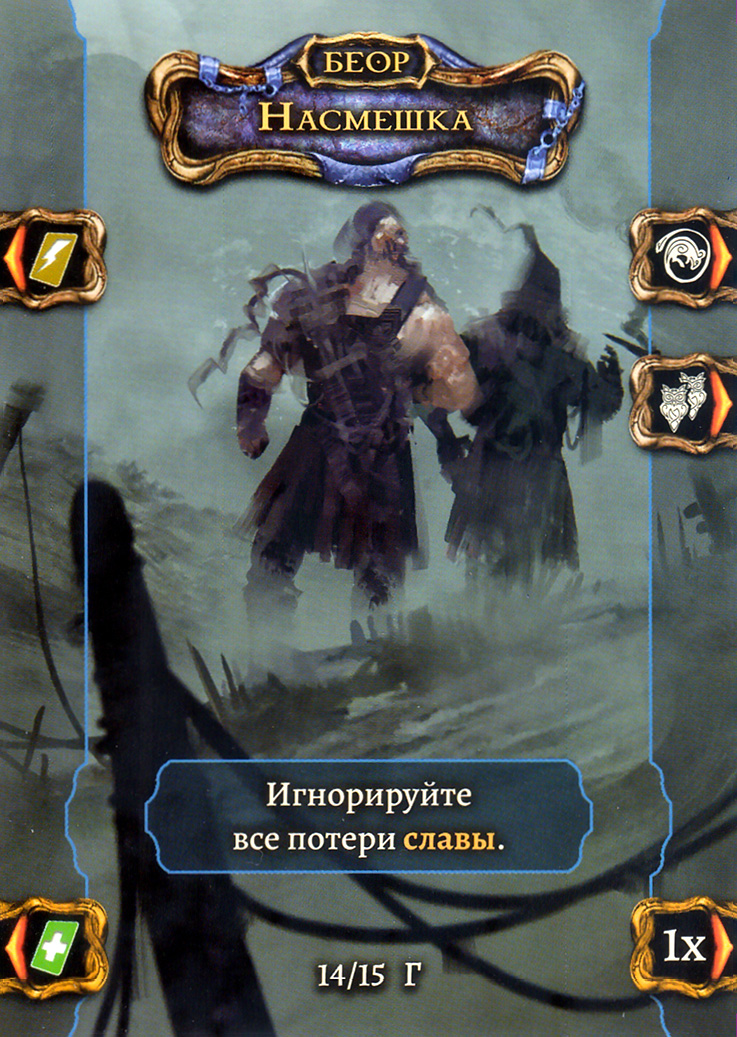 БЕОР
НАСМЕШКА
1x
Игнорируйте
все потери славы.
14/15 Г